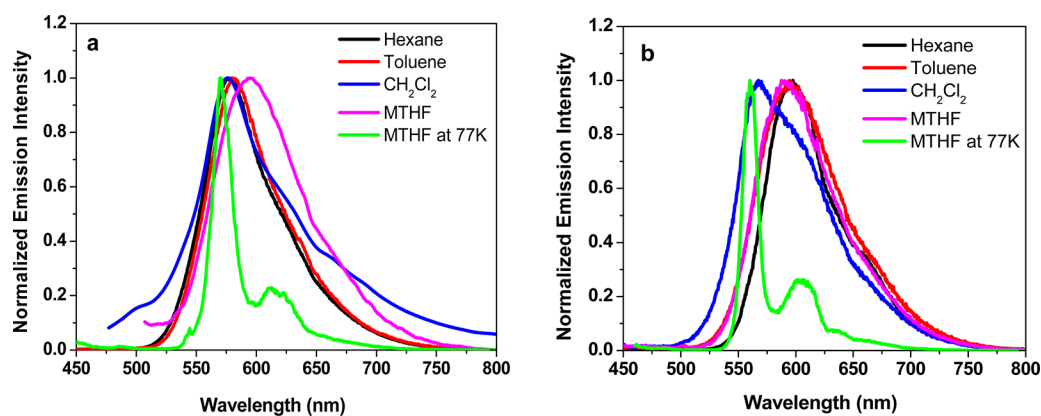 a
Hexane
Toluene
CH₂Cl₂
MTHF
MTHF at 77K
Normalized Emission Intensity
1.2
1.0
0.8
0.6
0.4
0.2
0.0
450 500 550 600 650 700 750 800
Wavelength (nm)
b
Hexane
Toluene
CH₂Cl₂
MTHF
MTHF at 77K
Normalized Emission Intensity
1.2
1.0
0.8
0.6
0.4
0.2
0.0
450 500 550 600 650 700 750 800
Wavelength (nm)